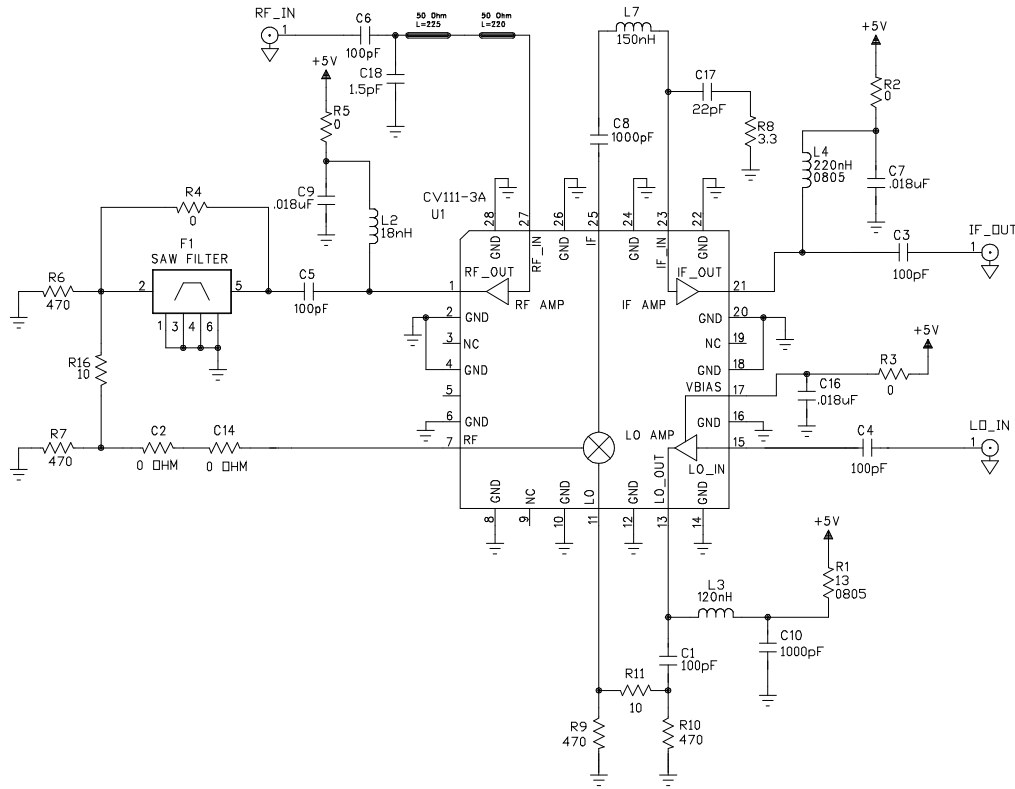 RF_IN
1
C6
100pF
50 Ohm
L=225
50 Ohm
L=220
C18
1.5pF
+5V
R5
0
C9
.018uF
L2
18nH
L7
150nH
C8
1000pF
C17
22pF
R8
3.3
+5V
R2
0
L4
220nH
0805
C7
.018uF
IF_OUT
1
C3
100pF
R4
0
F1
SAW FILTER
2
5
1
3
4
6
R6
470
C5
100pF
R16
10
R7
470
C2
0 OHM
C14
0 OHM
CV111-3A
U1
28
27
26
25
24
23
22
GND
RF_IN
GND
IF
GND
IF_IN
GND
1
RF_OUT
RF AMP
IF_OUT
IF AMP
21
2
GND
GND
20
3
NC
NC
19
4
GND
GND
18
5
VBIAS
17
6
GND
GND
16
7
RF
LO AMP
LO_OUT
LO_IN
15
GND
NC
GND
LO
GND
GND
8
9
10
11
12
13
14
+5V
R3
0
C16
.018uF
LO_IN
1
C4
100pF
+5V
R1
13
0805
L3
120nH
C10
1000pF
C1
100pF
R11
10
R9
470
R10
470